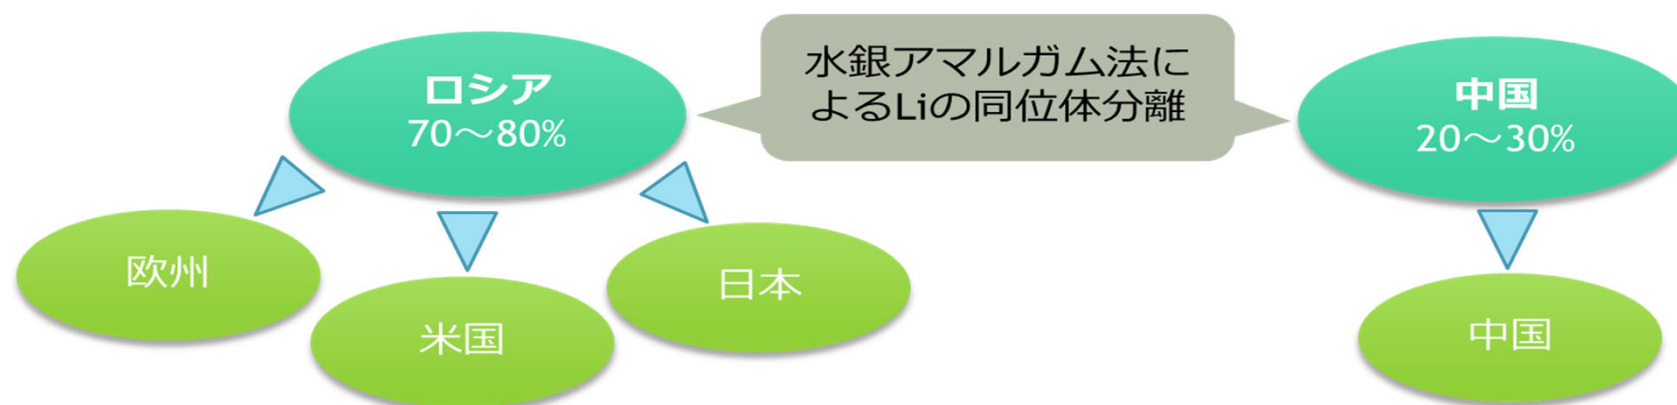 ロシア
70～80%
水銀アマルガム法に
よるLiの同位体分離
中国
20～30%
欧州
米国
日本
中国